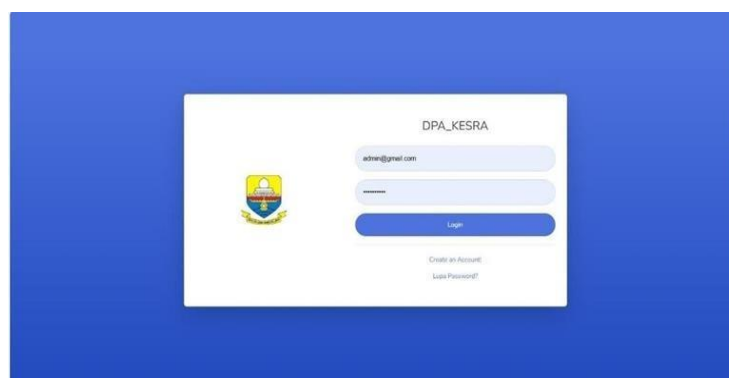 DPA_KESRA
admin@gmail.com
••••••••••
Login
Create an Account!
Lupa Password?